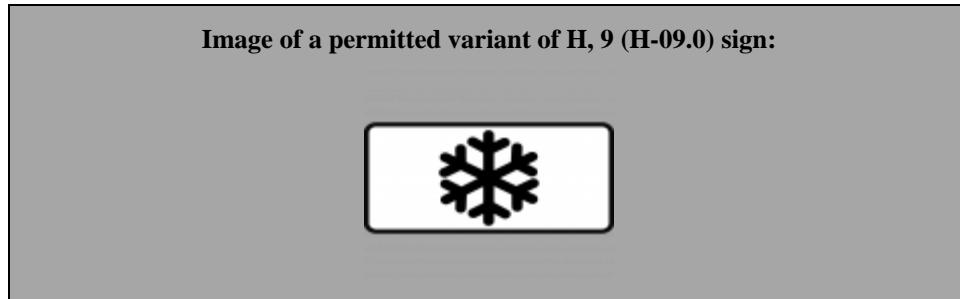 Image of a permitted variant of H, 9 (H-09.0) sign: